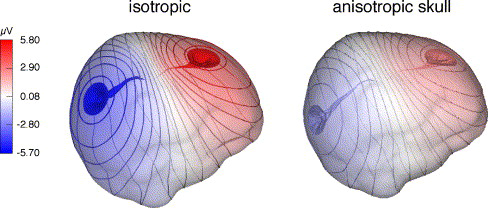 isotropic
anisotropic skull
μV
5.80
2.90
0.08
-2.80
-5.70